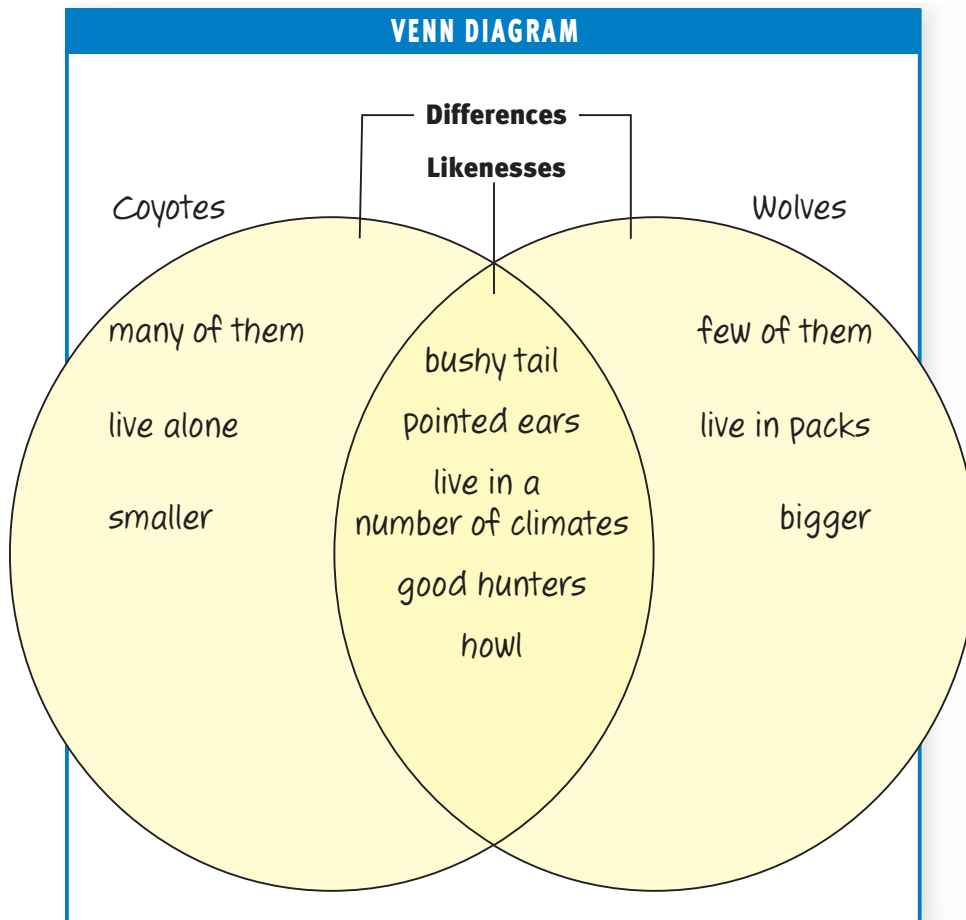 VENN DIAGRAM
Differences
Likenesses
Coyotes
Wolves
many of them
live alone
smaller
bushy tail
pointed ears
live in a
number of climates
good hunters
howl
few of them
live in packs
bigger